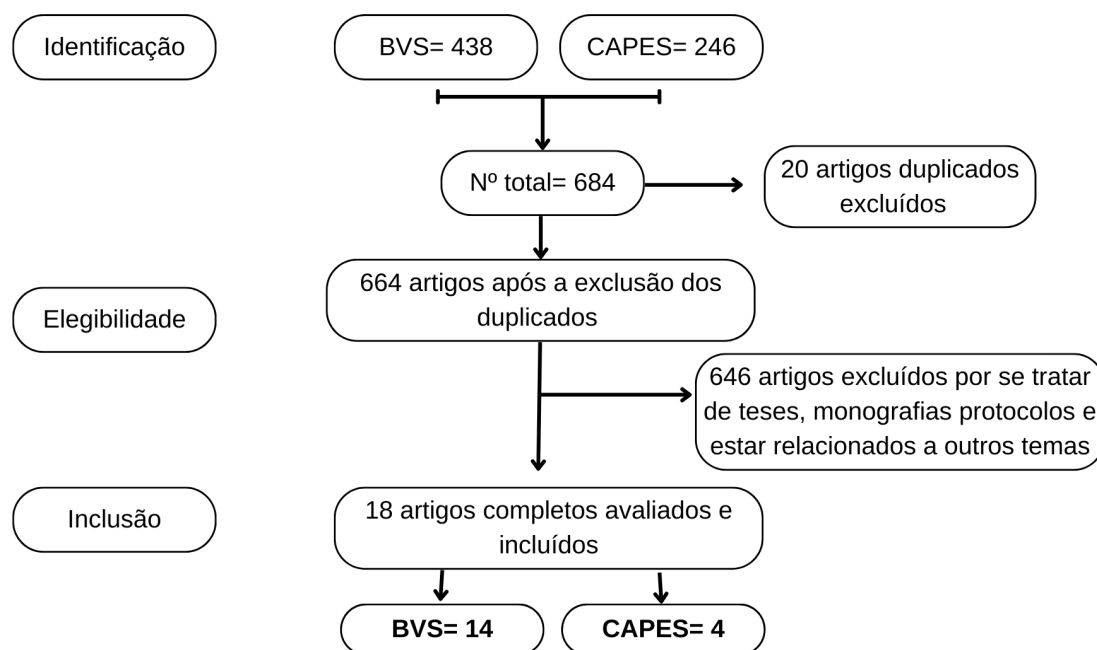 Identificação
BVS= 438
CAPES= 246
Nº total= 684
20 artigos duplicados
excluídos
664 artigos após a exclusão dos
duplicados
Elegibilidade
646 artigos excluídos por se tratar
de teses, monografias protocolos e
estar relacionados a outros temas
Inclusão
18 artigos completos avaliados e
incluídos
BVS= 14
CAPES= 4